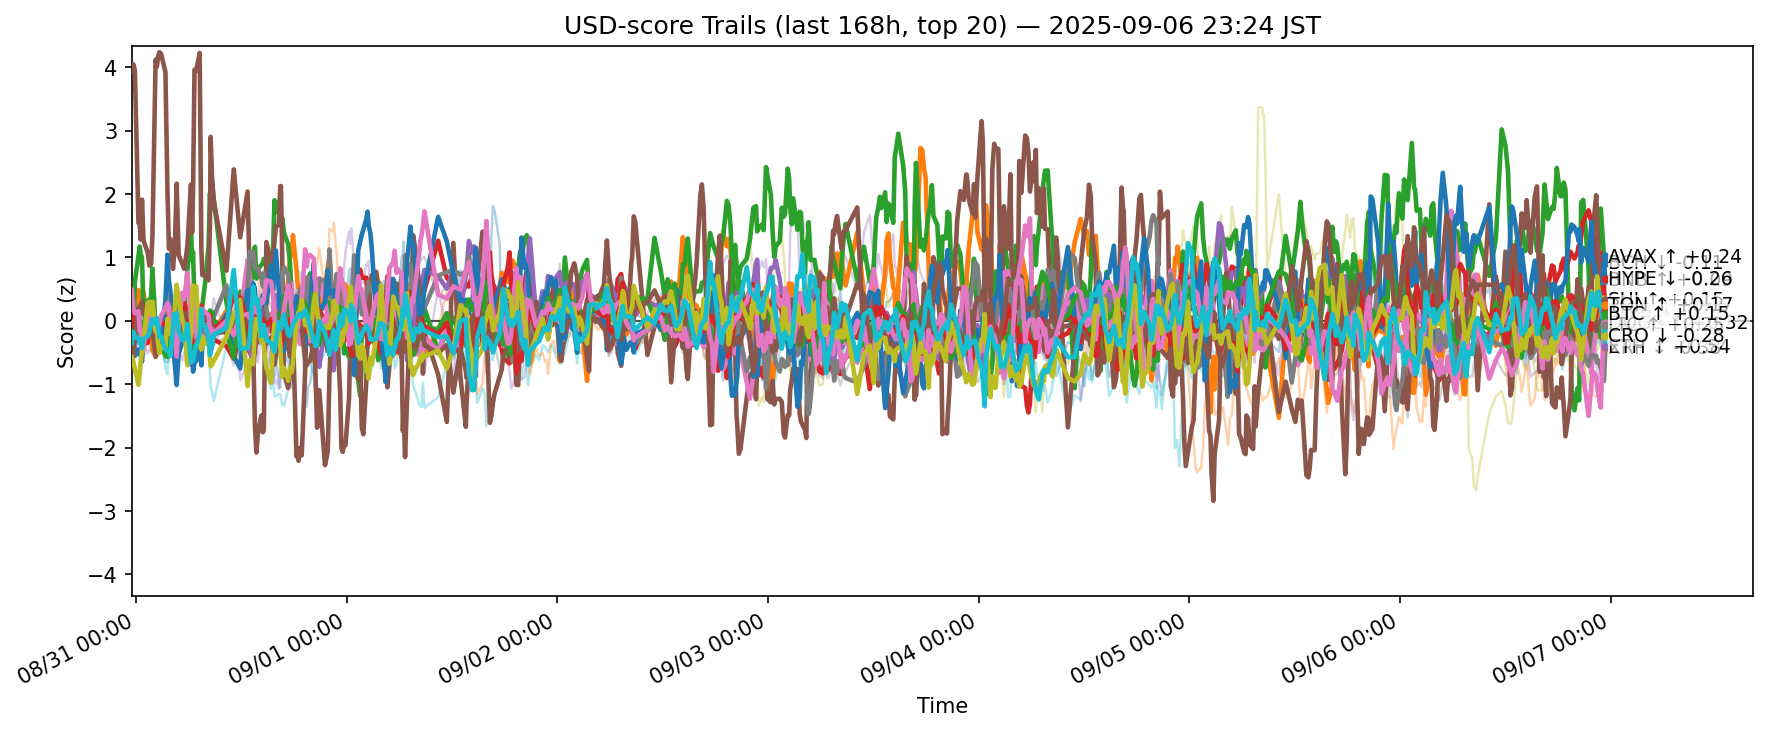 USD-score Trails (last 168h, top 20) — 2025-09-06 23:24 JST
Score (z)
4
3
2
1
0
−1
−2
−3
−4
AVAX ↑ +0.24
HYPE ↓ -0.26
BTC ↑ +0.15
CRO ↓ -0.28
08/31 00:00
09/01 00:00
09/02 00:00
09/03 00:00
09/04 00:00
09/05 00:00
09/06 00:00
09/07 00:00
Time